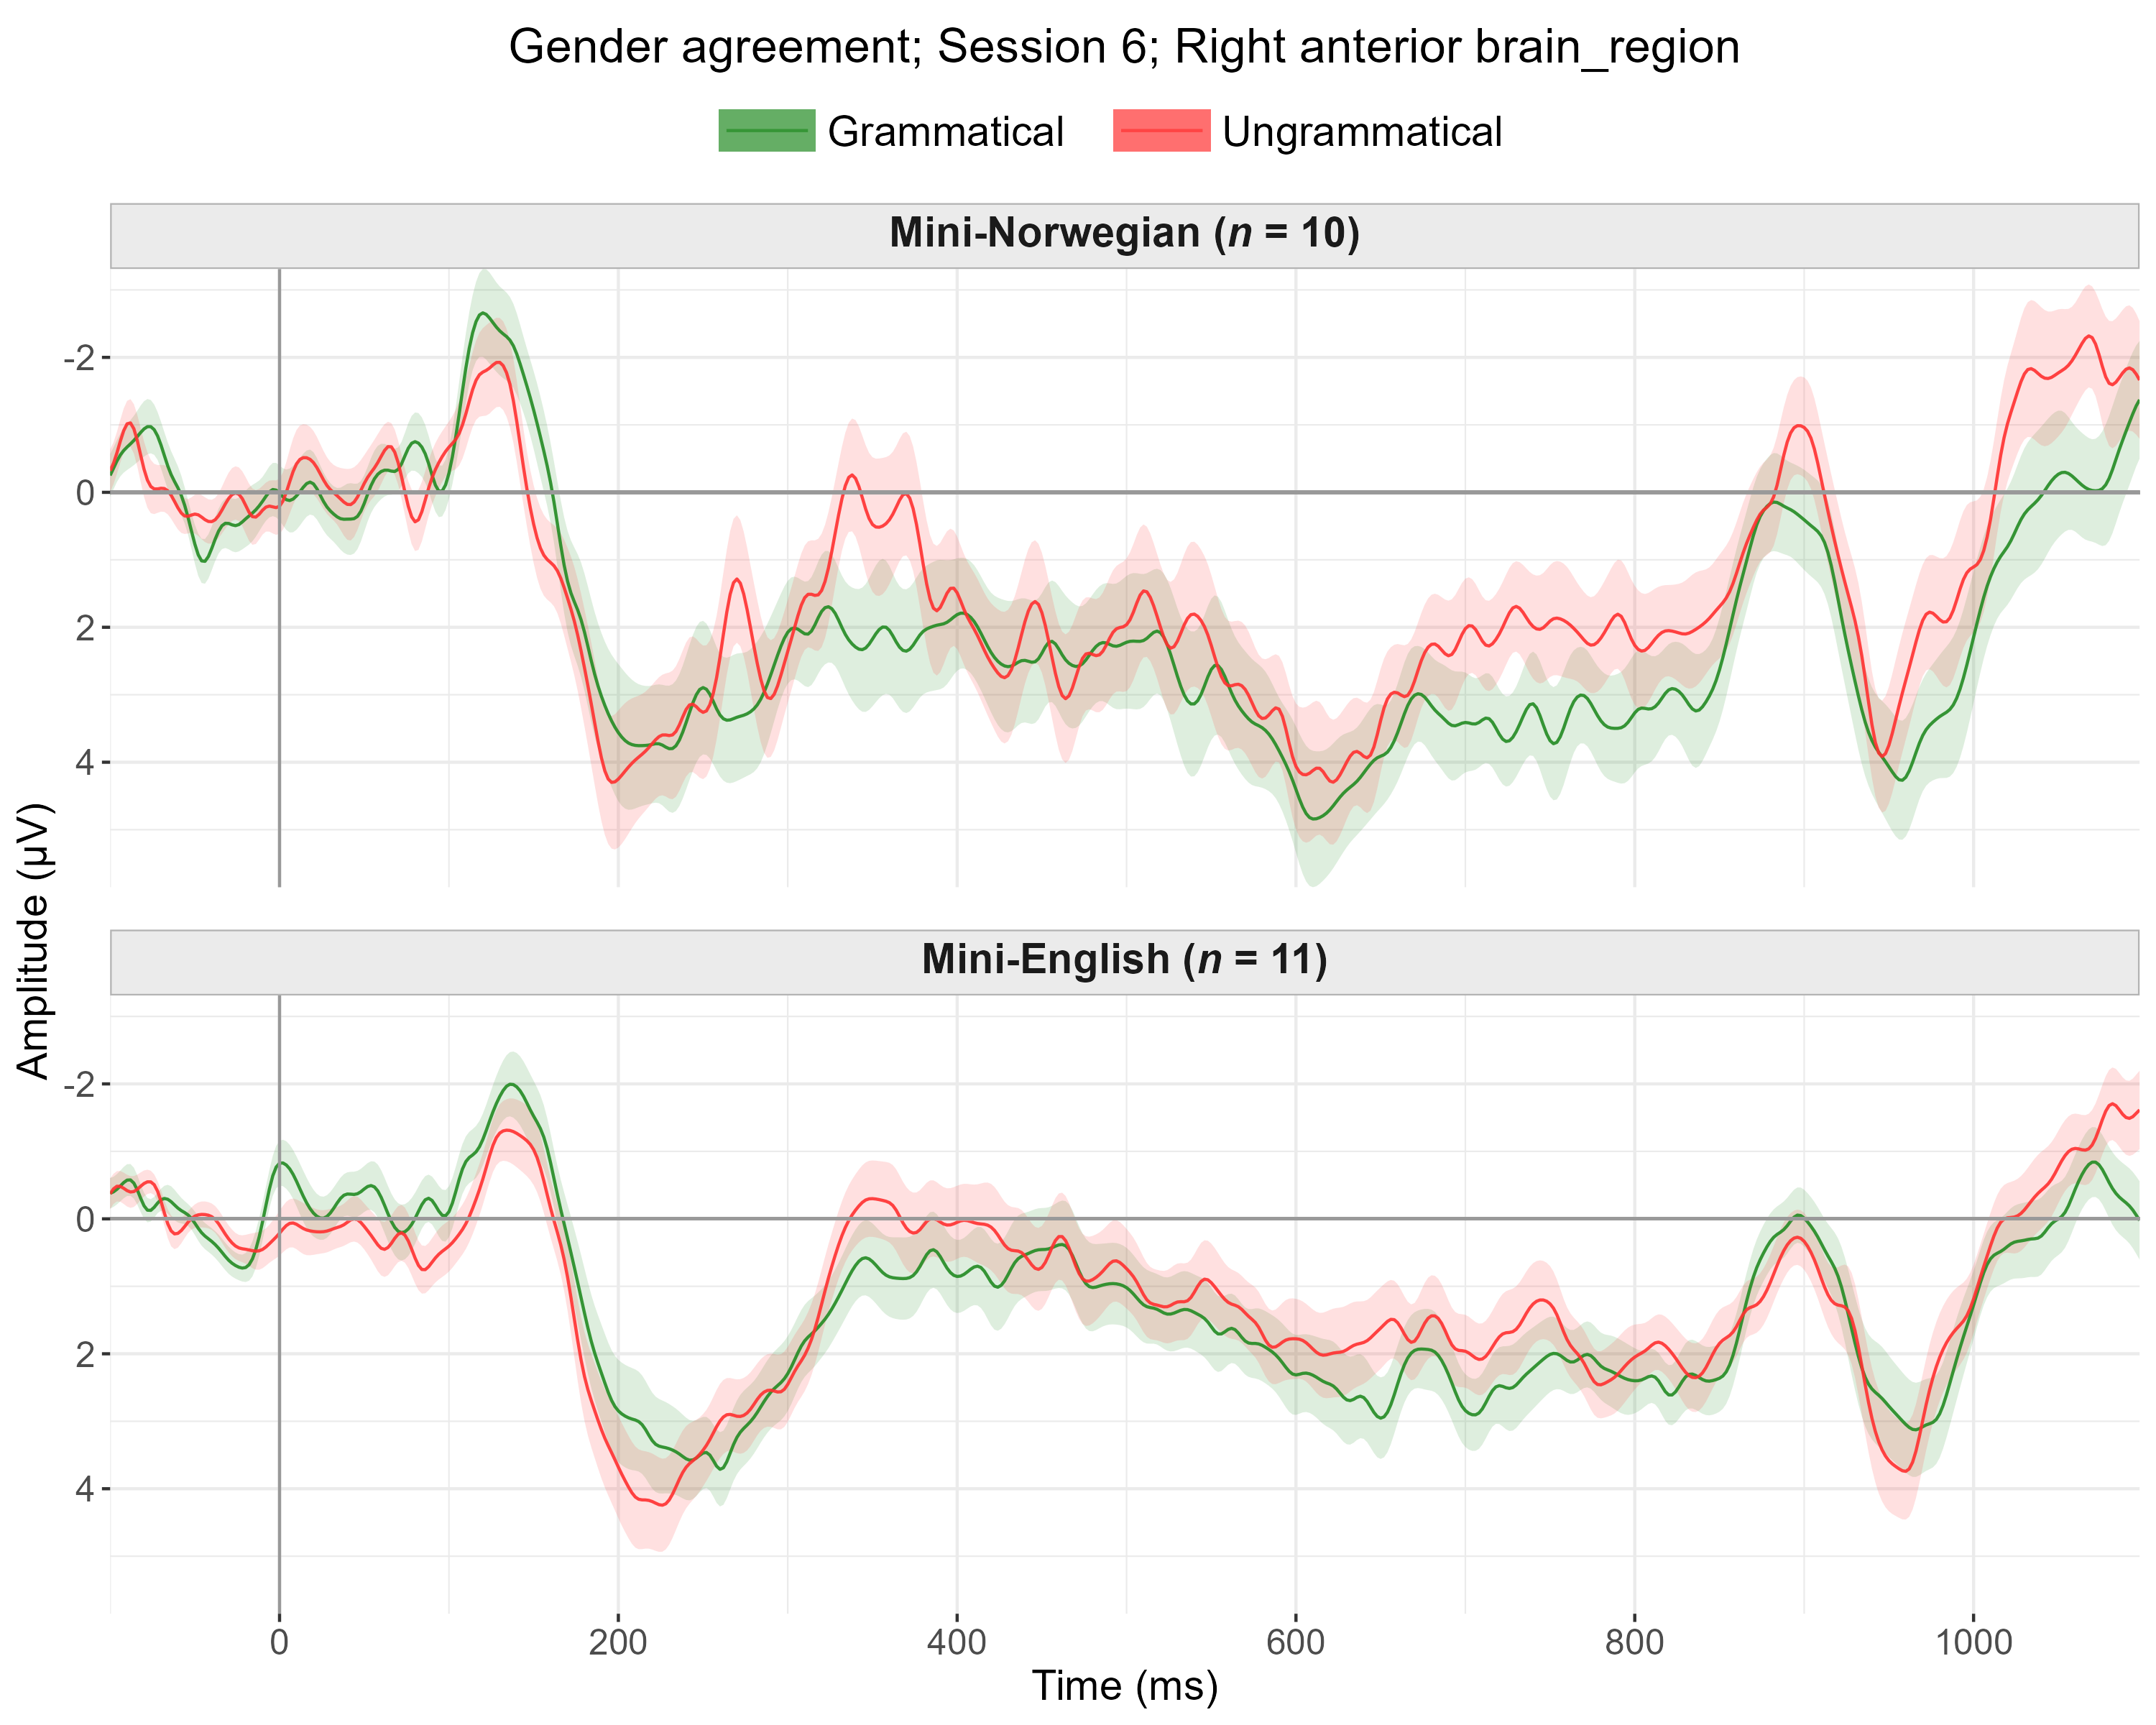 Gender agreement; Session 6; Right anterior brain_region
Grammatical
Ungrammatical
Mini-Norwegian (n = 10)
-2
0
2
4
Amplitude (µV)
Mini-English (n = 11)
-2
0
2
4
0
200
400
600
800
1000
Time (ms)